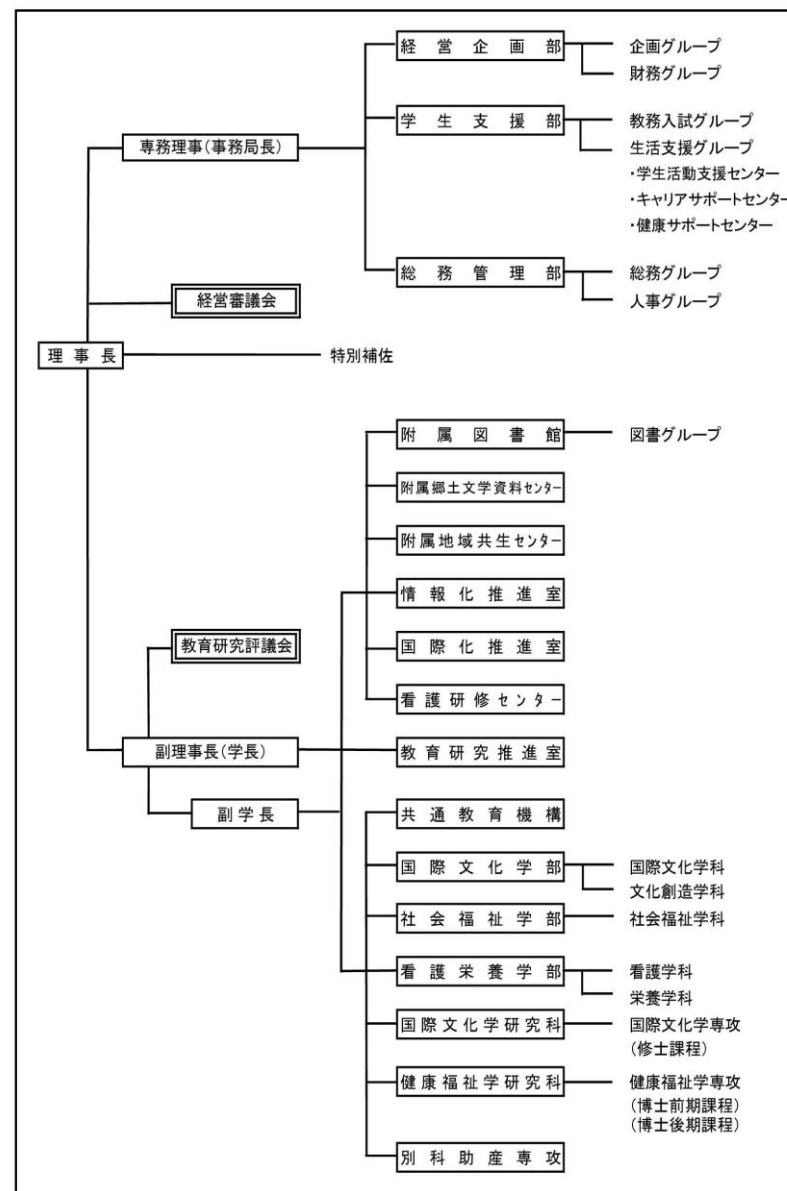 経営企画部
企画グループ
財務グループ
学生支援部
教務入試グループ
専務理事(事務局長)
生活支援グループ
・学生活動支援センター
・キャリアサポートセンター
・健康サポートセンター
総務管理部
総務グループ
経営審議会
人事グループ
理事長
特別補佐
附属図書館
図書グループ
附属郷土文学資料センター
附属地域共生センター
情報化推進室
教育研究評議会
国際化推進室
看護研修センター
副理事長(学長)
教育研究推進室
副学長
共通教育機構
国際文化学部
国際文化学科
文化創造学科
社会福祉学部
社会福祉学科
看護栄養学部
看護学科
栄養学科
国際文化学研究科
国際文化学専攻
(修士課程)
健康福祉学研究科
健康福祉学専攻
(博士前期課程)
(博士後期課程)
別科助産専攻